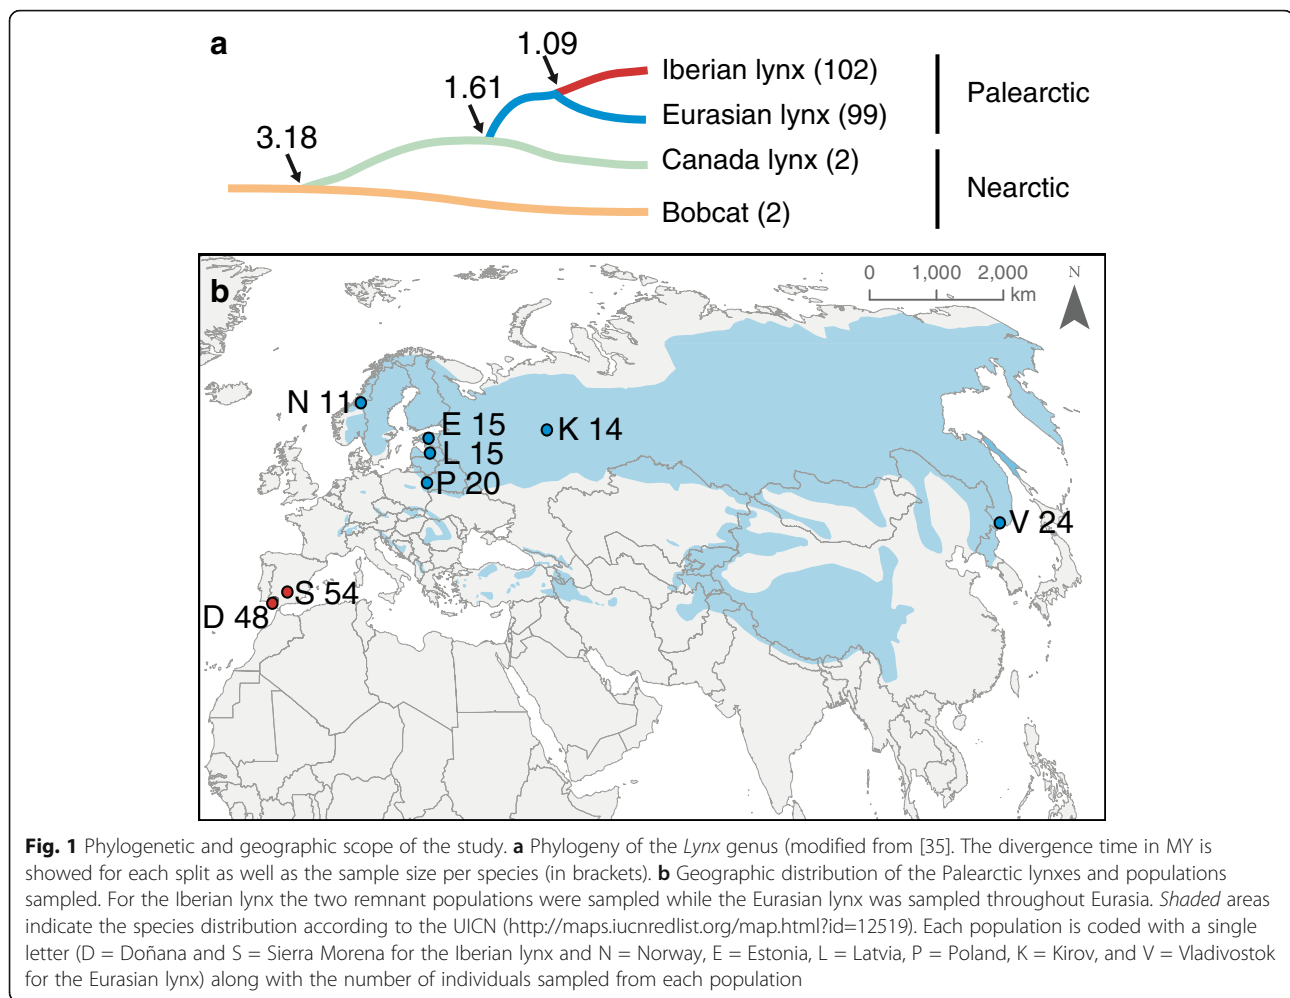 a
1.09
Iberian lynx (102)
1.61
Palearctic
Eurasian lynx (99)
3.18
Canada lynx (2)
Nearctic
Bobcat (2)
b
0 1,000 2,000
km
N
N 11
E 15
K 14
L 15
P 20
V 24
S 54
D 48
Fig. 1 Phylogenetic and geographic scope of the study. a Phylogeny of the Lynx genus (modified from [35]. The divergence time in MY is
showed for each split as well as the sample size per species (in brackets). b Geographic distribution of the Palearctic lynxes and populations
sampled. For the Iberian lynx the two remnant populations were sampled while the Eurasian lynx was sampled throughout Eurasia. Shaded areas
indicate the species distribution according to the UICN (http://maps.iucnredlist.org/map.html?id=12519). Each population is coded with a single
letter (D = Doñana and S = Sierra Morena for the Iberian lynx and N = Norway, E = Estonia, L = Latvia, P = Poland, K = Kirov, and V = Vladivostok
for the Eurasian lynx) along with the number of individuals sampled from each population